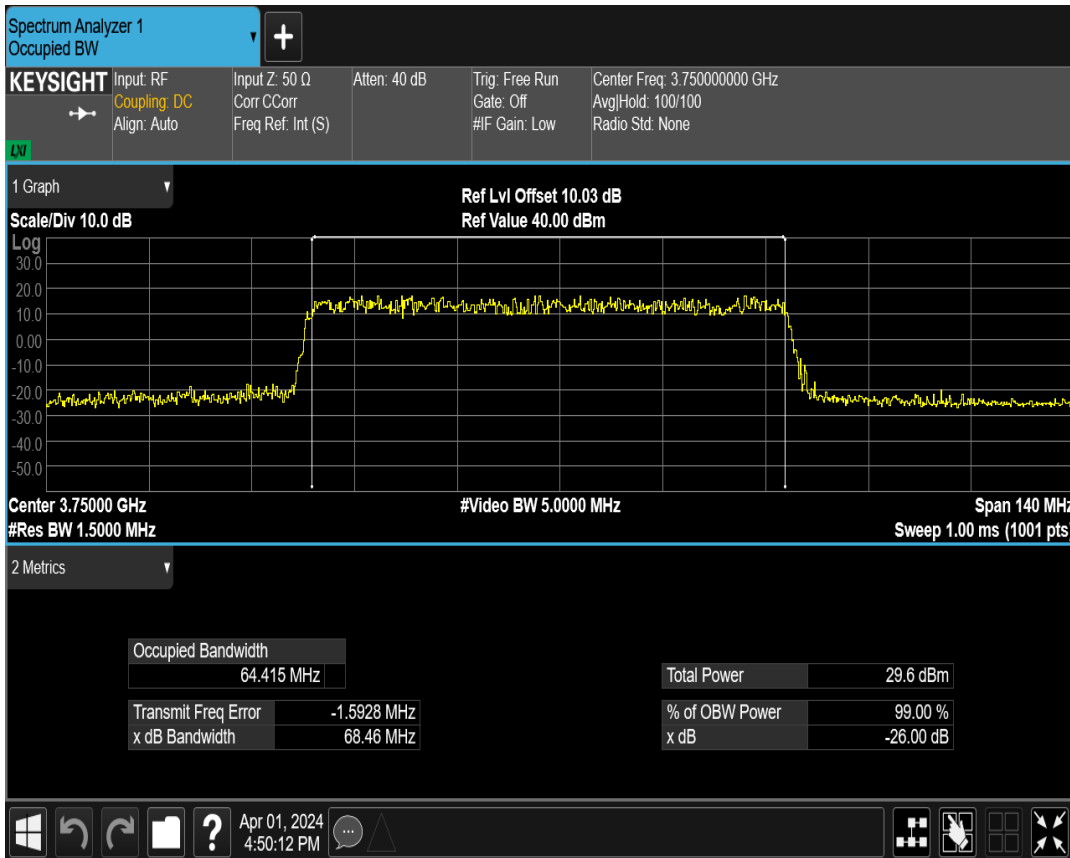 Spectrum Analyzer 1
Occupied BW
+
KEYSIGHT
LXI
Input: RF
Coupling: DC
Align: Auto
Input Z: 50 Ω
Corr CCorr
Freq Ref: Int (S)
Atten: 40 dB
Trig: Free Run
Gate: Off
#IF Gain: Low
Center Freq: 3.750000000 GHz
Avg|Hold: 100/100
Radio Std: None
1 Graph
Scale/Div 10.0 dB
Ref Lvl Offset 10.03 dB
Ref Value 40.00 dBm
Log
30.0
20.0
10.0
0.00
-10.0
-20.0
-30.0
-40.0
-50.0
Center 3.75000 GHz
#Video BW 5.0000 MHz
Span 140 MHz
#Res BW 1.5000 MHz
Sweep 1.00 ms (1001 pts)
2 Metrics
Occupied Bandwidth
64.415 MHz
Transmit Freq Error -1.5928 MHz
x dB Bandwidth 68.46 MHz
Total Power 29.6 dBm
% of OBW Power 99.00 %
x dB -26.00 dB
?
Apr 01, 2024
4:50:12 PM